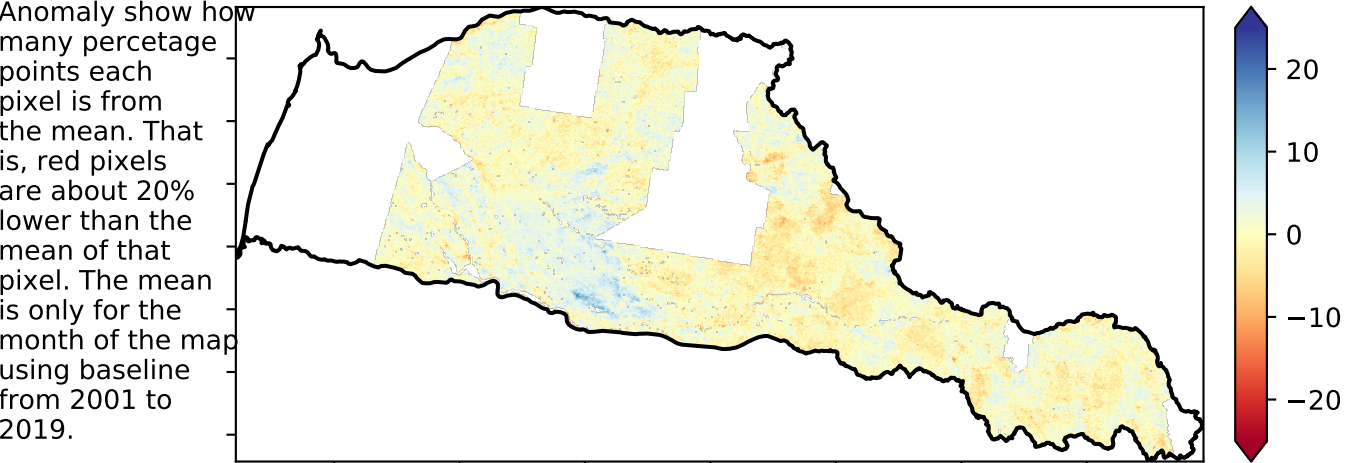 Anomaly show how
many percetage
points each
pixel is from
the mean. That
is, red pixels
are about 20%
lower than the
mean of that
pixel. The mean
is only for the
month of the map
using baseline
from 2001 to
2019.
20
10
0
−10
−20